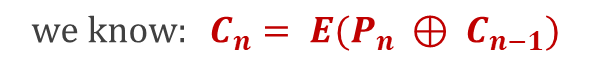 we know: Cₙ = E(Pₙ ⊕ Cₙ₋₁)